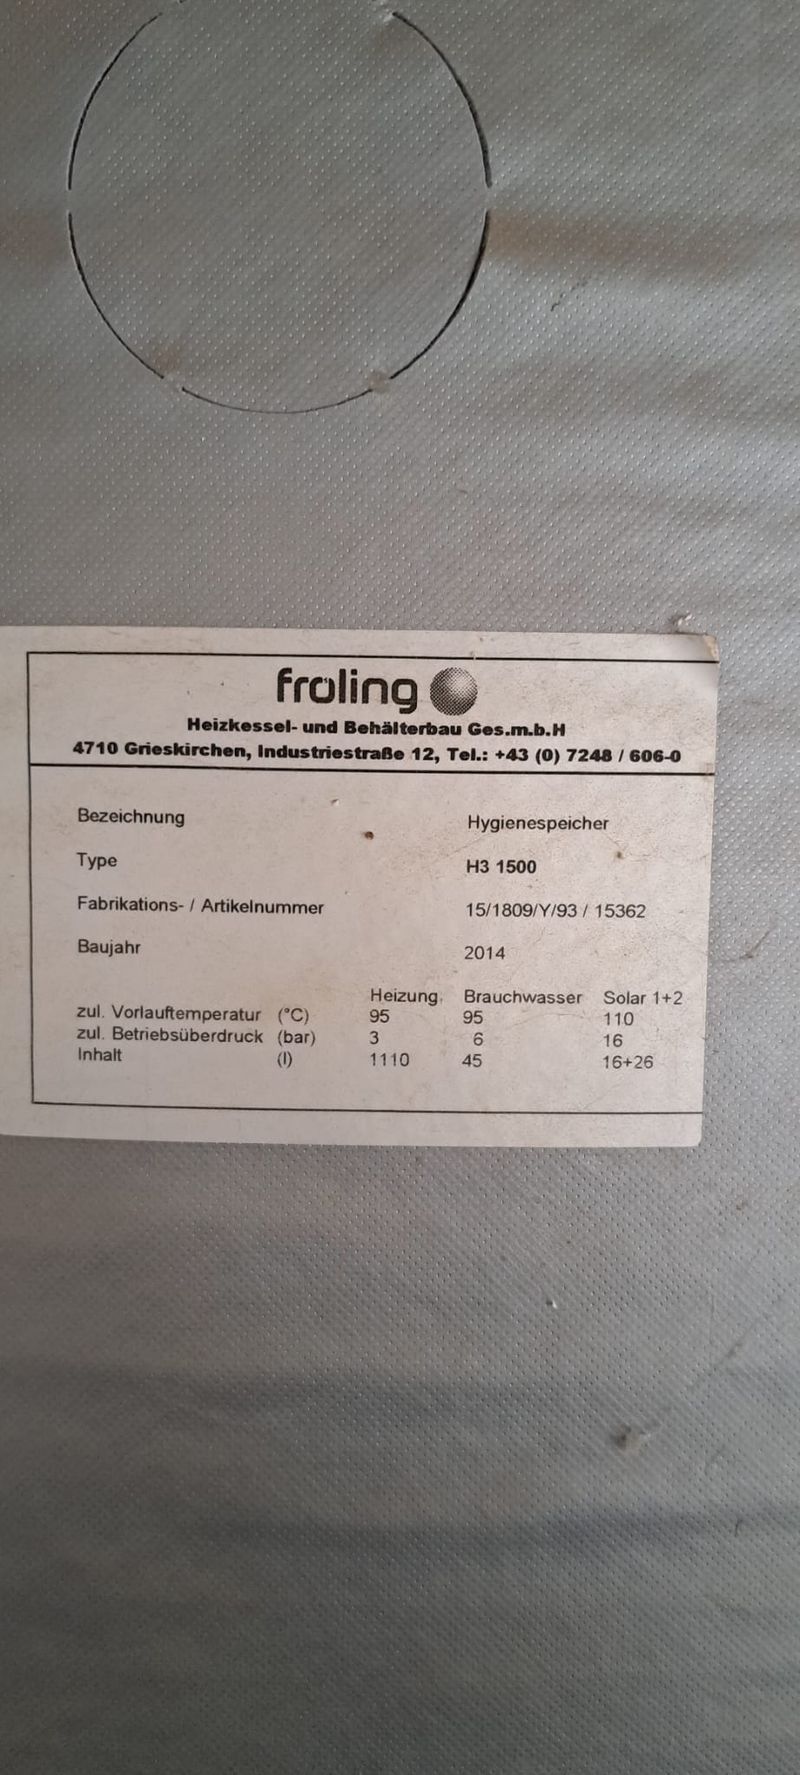 froling
Heizkessel- und Behälterbau Ges.m.b.H
4710 Grieskirchen, Industriestraße 12, Tel.: +43 (0) 7248 / 606-0
Bezeichnung Hygienespeicher
Type H3 1500
Fabrikations- / Artikelnummer 15/1809/Y/93 / 15362
Baujahr 2014
Heizung Brauchwasser Solar 1+2
zul. Vorlauftemperatur (°C) 95 95 110
zul. Betriebsüberdruck (bar) 3 6 16
Inhalt (l) 1110 45 16+26